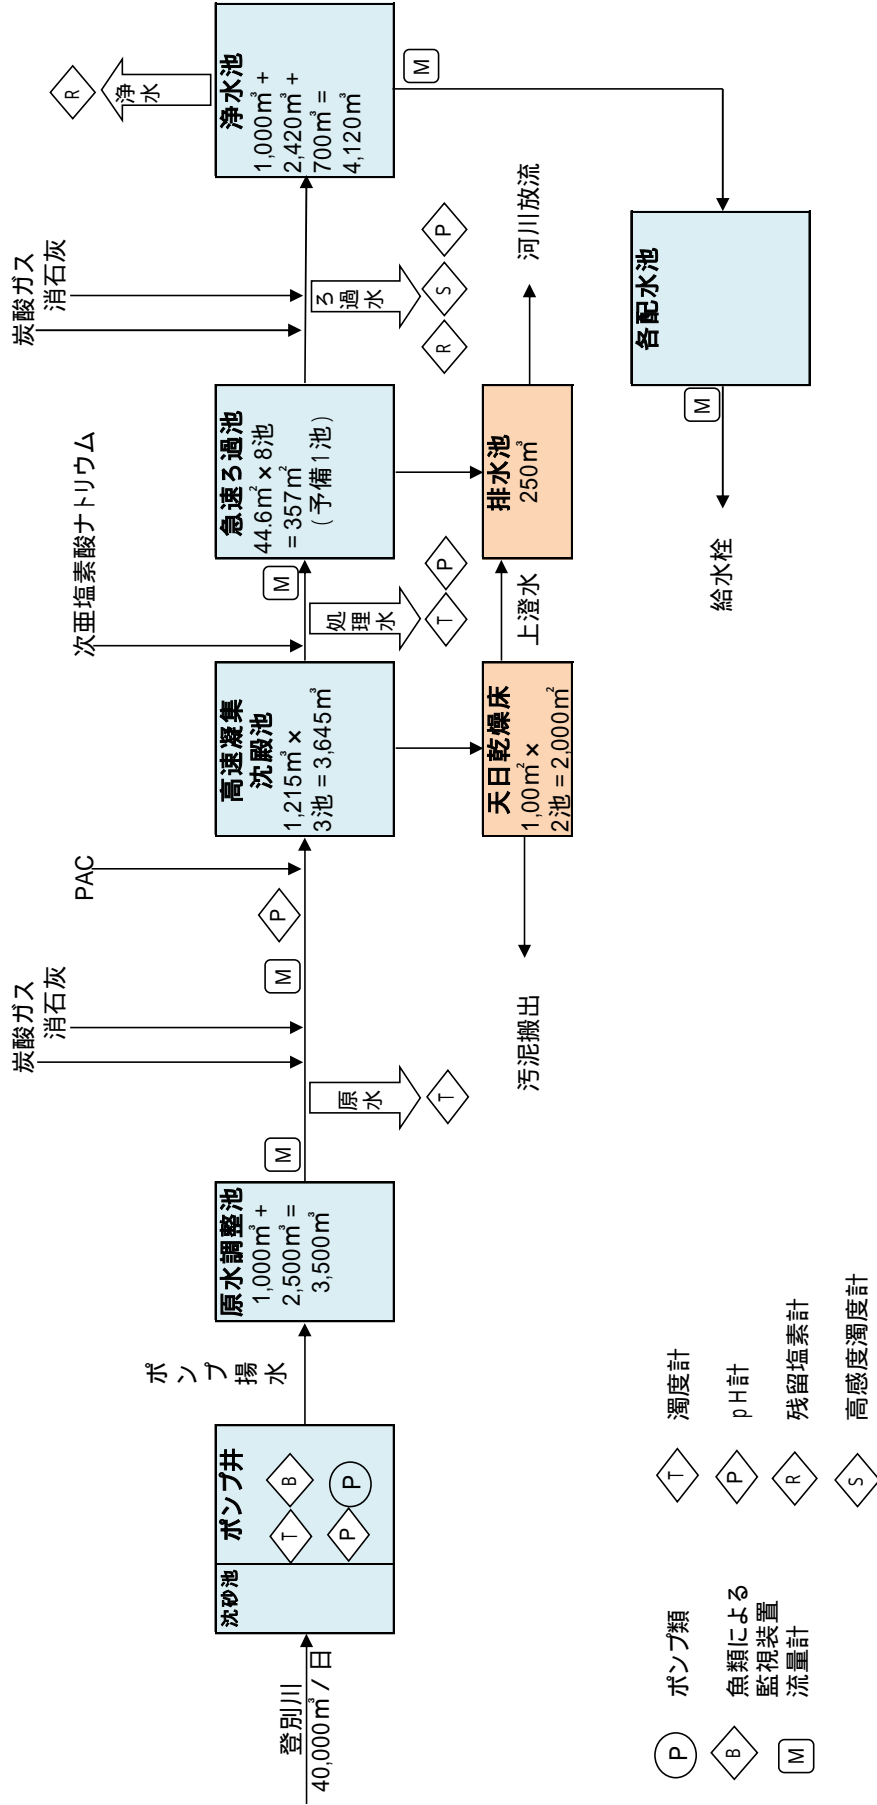 登別川
40,000㎥/日
沈砂池
ポンプ井
T
B
P
P
ポンプ揚水
原水調整池
1,000㎥+
2,500㎥=
3,500㎥
M
原水
T
炭酸ガス
消石灰
M
P
PAC
高速凝集
沈殿池
1,215㎥×
3池=3,645㎥
次亜塩素酸ナトリウム
処理水
T
P
M
急速ろ過池
44.6㎡×8池
=357㎡
(予備1池)
炭酸ガス
消石灰
ろ過水
R
S
P
浄水池
1,000㎥+
2,420㎥+
700㎥=
4,120㎥
浄水
R
M
汚泥搬出
天日乾燥床
1,00㎡×
2池=2,000㎡
上澄水
排水池
250㎥
河川放流
各配水池
M
給水栓
P ポンプ類
B 魚類による
監視装置
M 流量計
T 濁度計
P pH計
R 残留塩素計
S 高感度濁度計